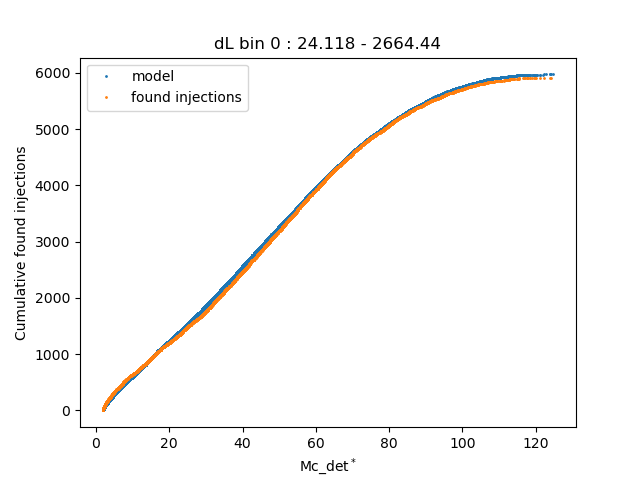 dL bin 0 : 24.118 - 2664.44
model
found injections
Cumulative found injections
6000
5000
4000
3000
2000
1000
0
0 20 40 60 80 100 120
Mc_det*